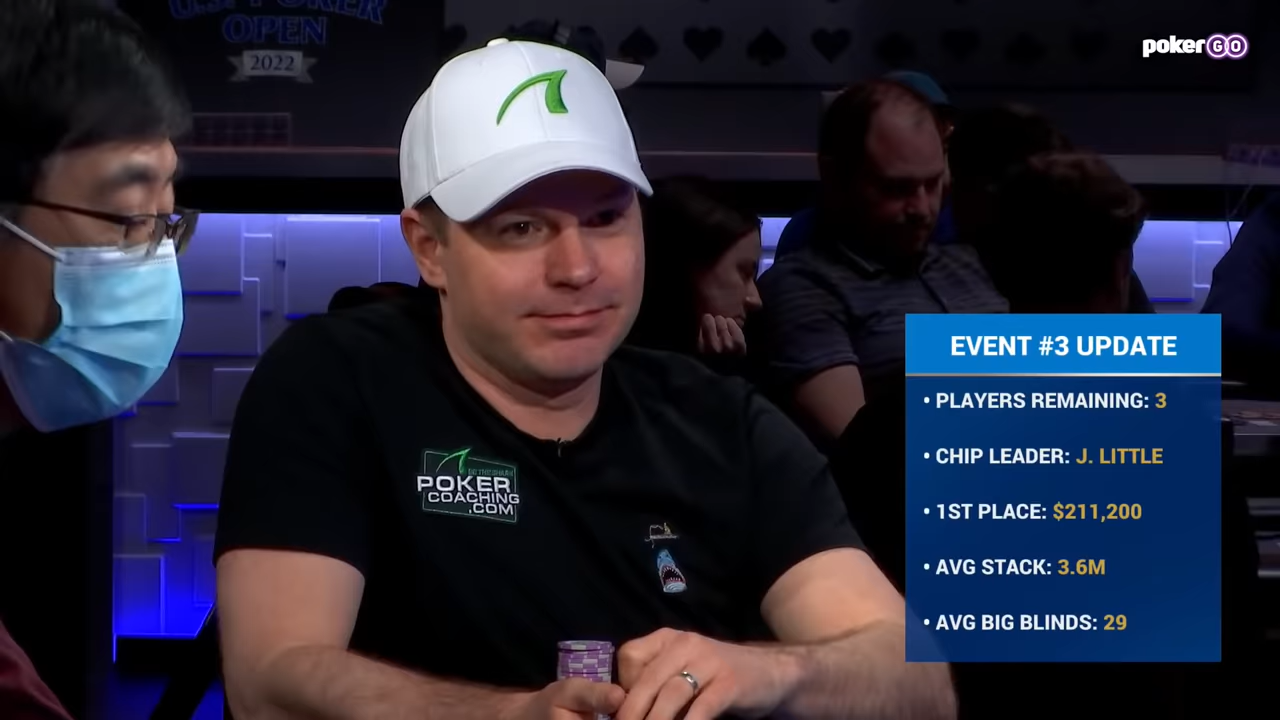 U.S. POKER
OPEN
2022
pokerGO
EVENT #3 UPDATE
• PLAYERS REMAINING: 3
• CHIP LEADER: J. LITTLE
• 1ST PLACE: $211,200
• AVG STACK: 3.6M
• AVG BIG BLINDS: 29
POKER
COACHING
.COM